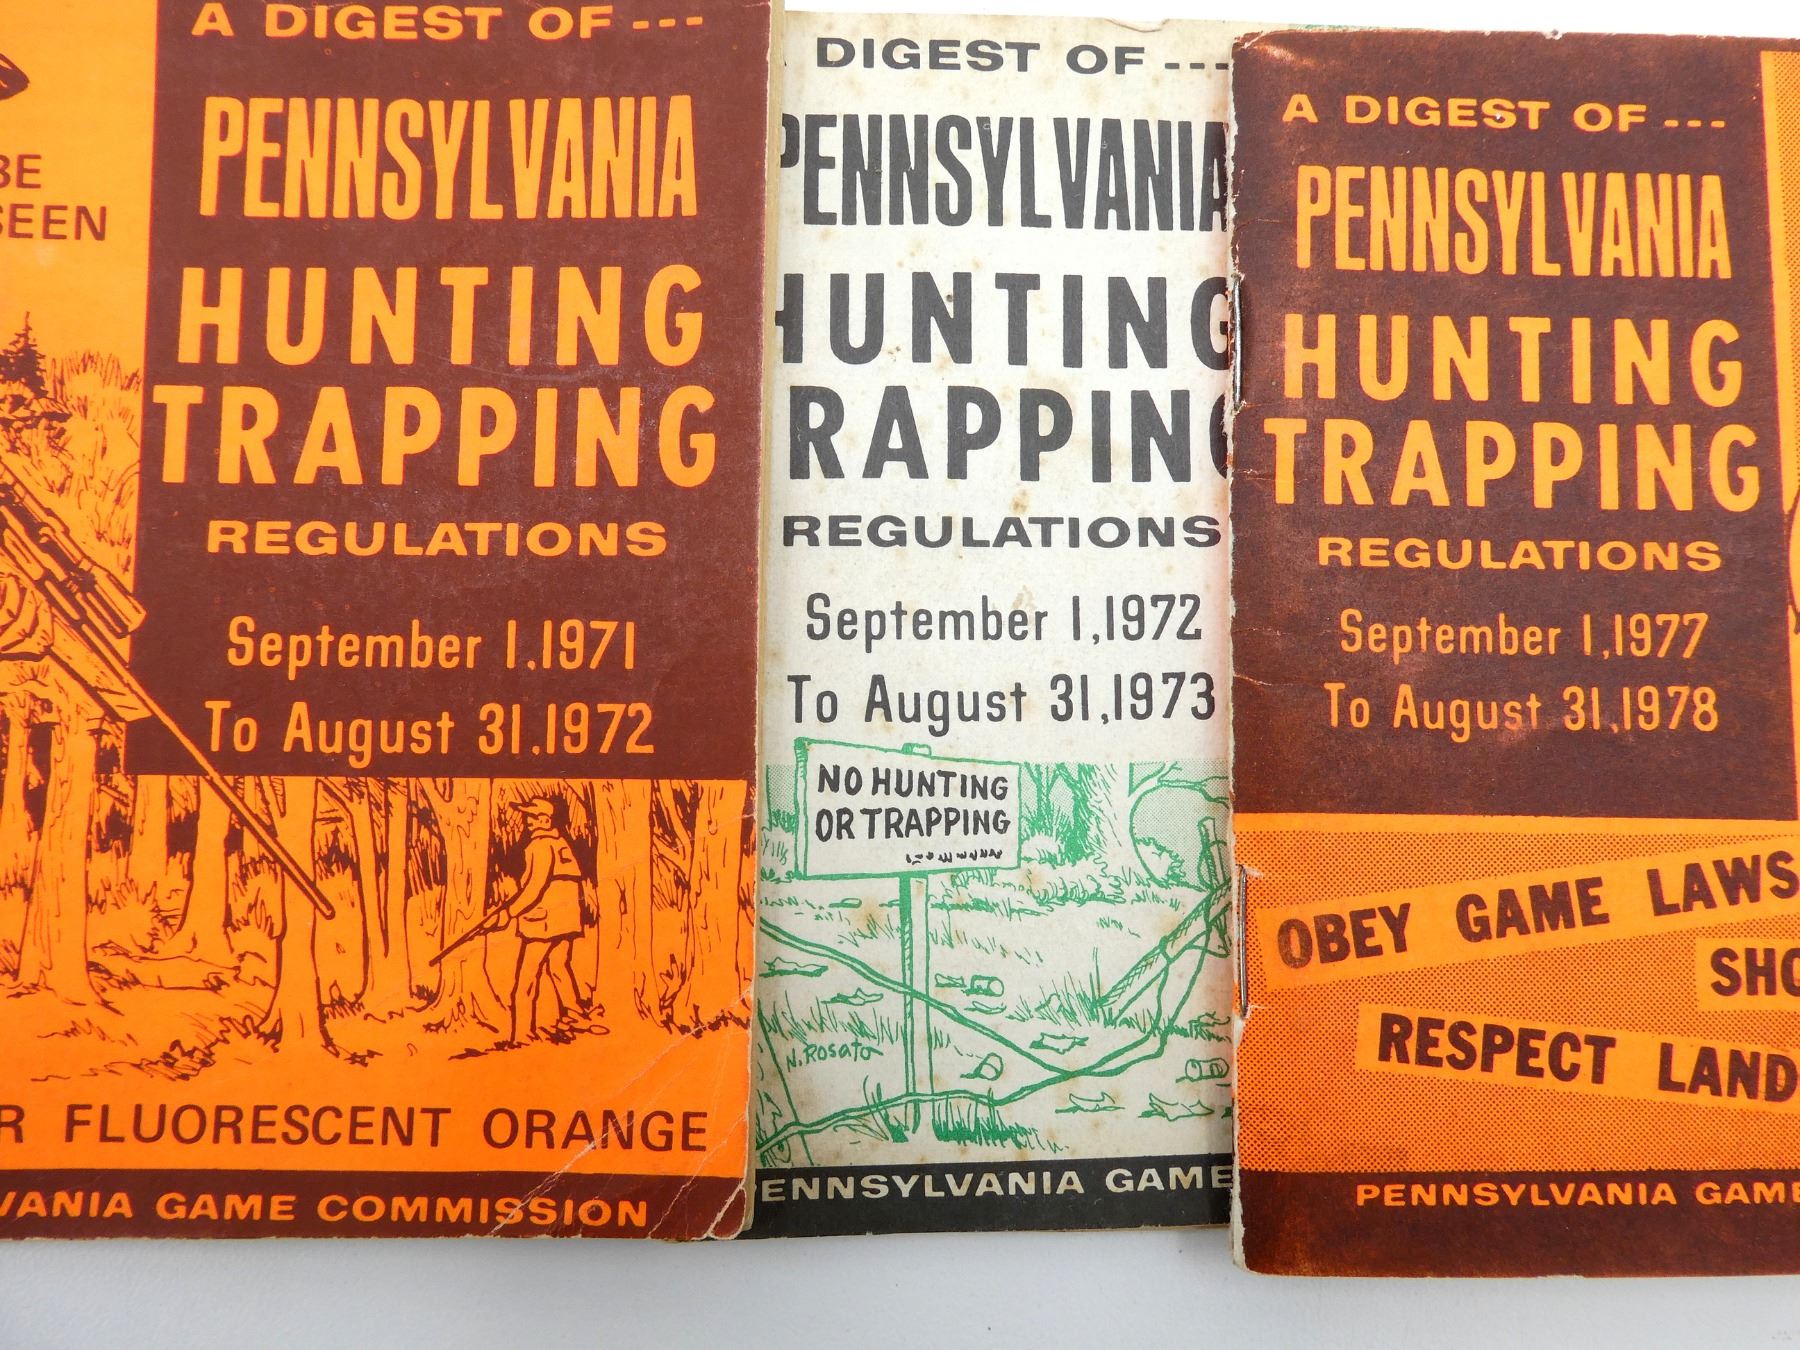 BE
SEEN
A DIGEST OF ---
PENNSYLVANIA
HUNTING
TRAPPING
REGULATIONS
September 1,1971
To August 31,1972
FLUORESCENT ORANGE
VANIA GAME COMMISSION
DIGEST OF ---
PENNSYLVANIA
HUNTING
RAPPING
REGULATIONS
September 1,1972
To August 31,1973
NO HUNTING
OR TRAPPING
N. Rosato
ENNSYLVANIA GAME
A DIGEST OF ---
PENNSYLVANIA
HUNTING
TRAPPING
REGULATIONS
September 1,1977
To August 31,1978
OBEY GAME LAWS
SHO
RESPECT LAND
PENNSYLVANIA GAME